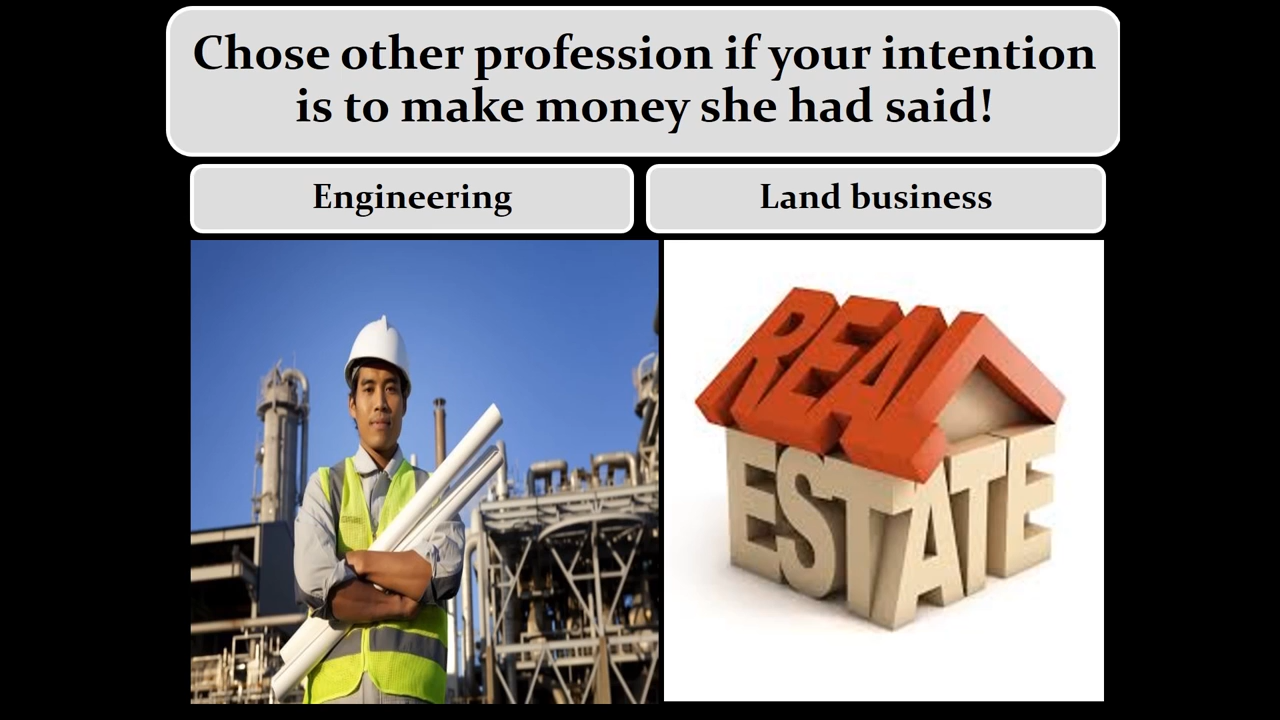 Chose other profession if your intention
is to make money she had said!
Engineering
Land business
REAL
ESTATE